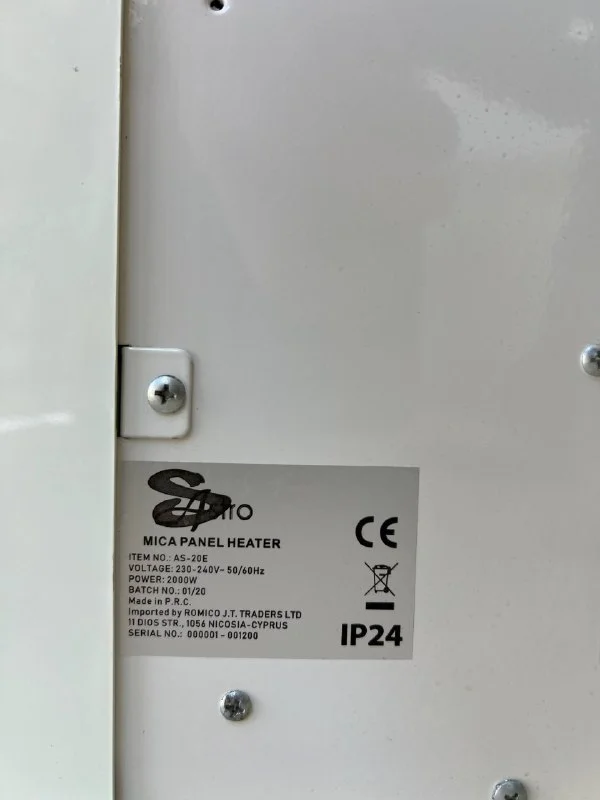 Astro
MICA PANEL HEATER
ITEM NO.: AS-20E
VOLTAGE: 230-240V~ 50/60Hz
POWER: 2000W
BATCH NO.: 01/20
Made in P.R.C.
Imported by ROMICO J.T. TRADERS LTD
11 DIOS STR., 1056 NICOSIA-CYPRUS
SERIAL NO.: 000001 - 001200
CE
IP24